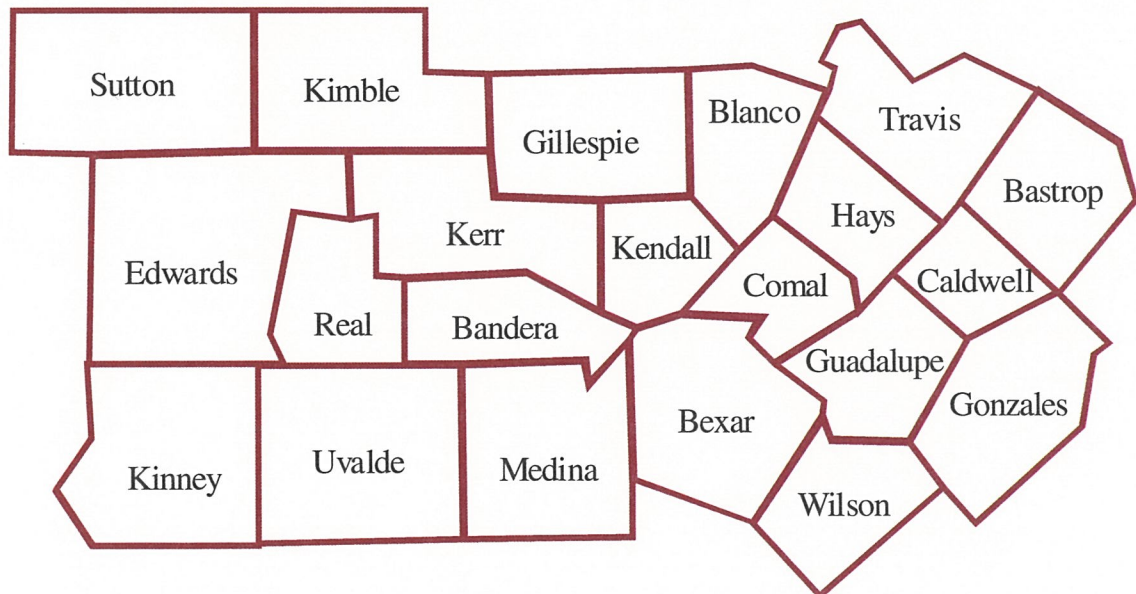 Sutton
Kimble
Gillespie
Blanco
Travis
Bastrop
Edwards
Kerr
Kendall
Hays
Real
Bandera
Comal
Caldwell
Guadalupe
Gonzales
Kinney
Uvalde
Medina
Bexar
Wilson